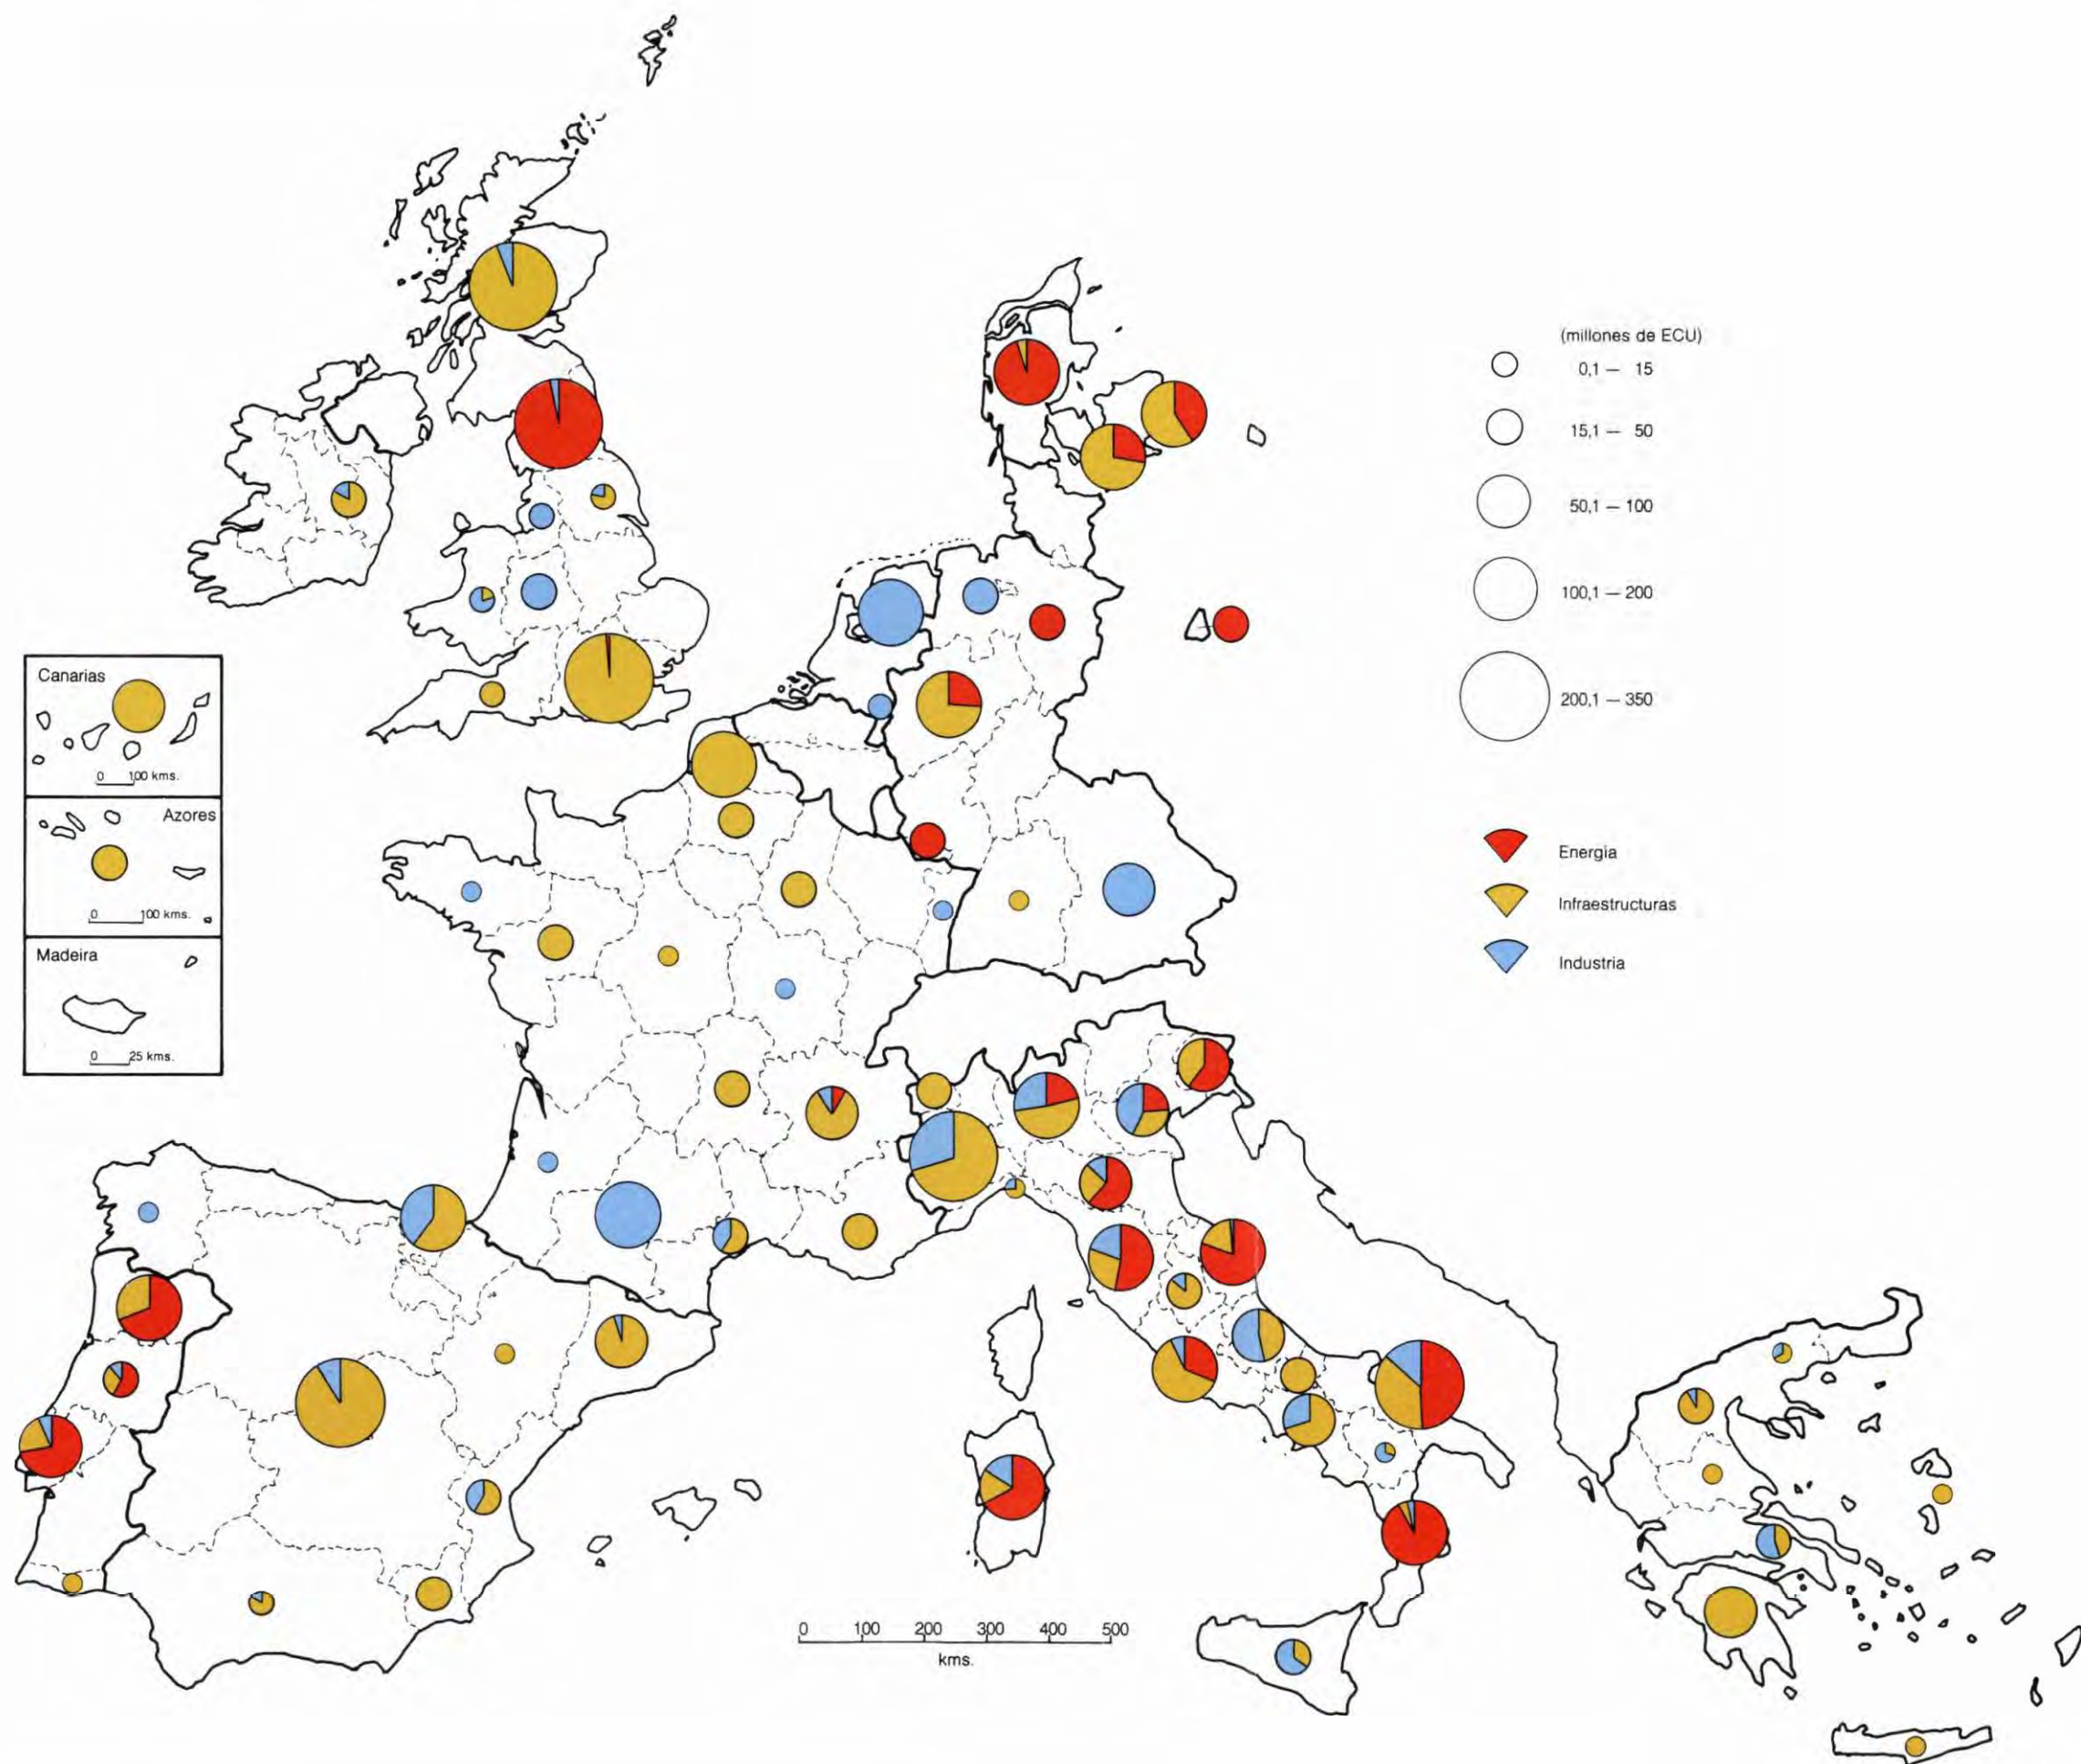 (millones de ECU)
0,1 — 15
15,1 — 50
50,1 — 100
100,1 — 200
200,1 — 350
Energia
Infraestructuras
Industria
Canarias
0 100 kms.
Azores
0 100 kms.
Madeira
0 25 kms.
0 100 200 300 400 500
kms.